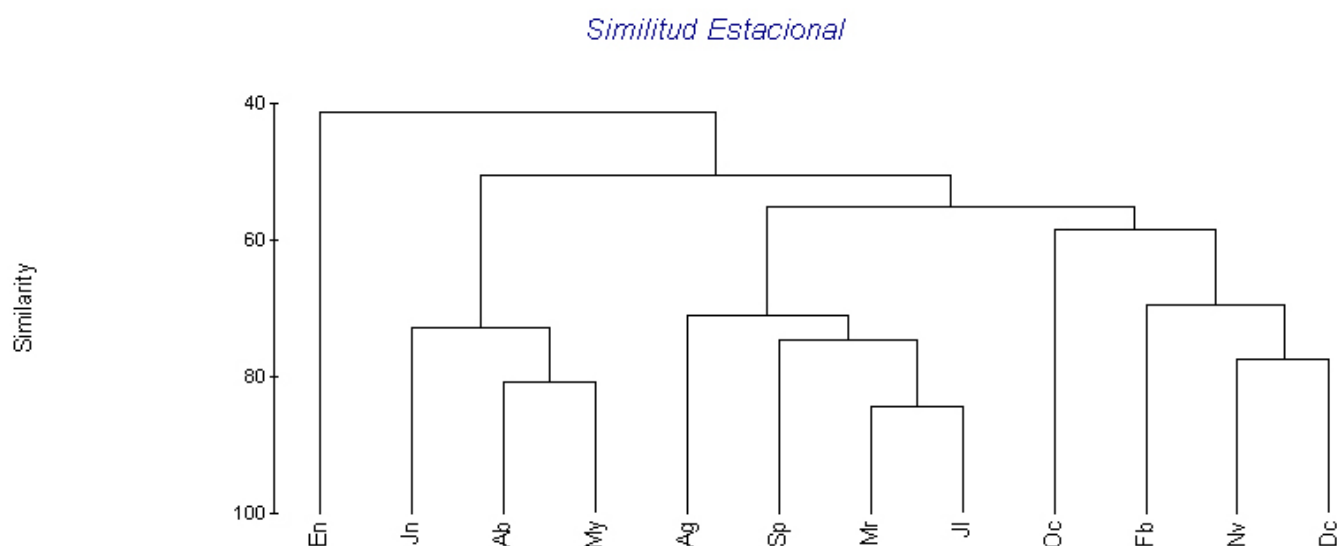 Similitud Estacional
40
60
80
100
Similarity
En
Jn
Ab
My
Ag
Sp
Mr
Jl
Oc
Fb
Nv
Dc